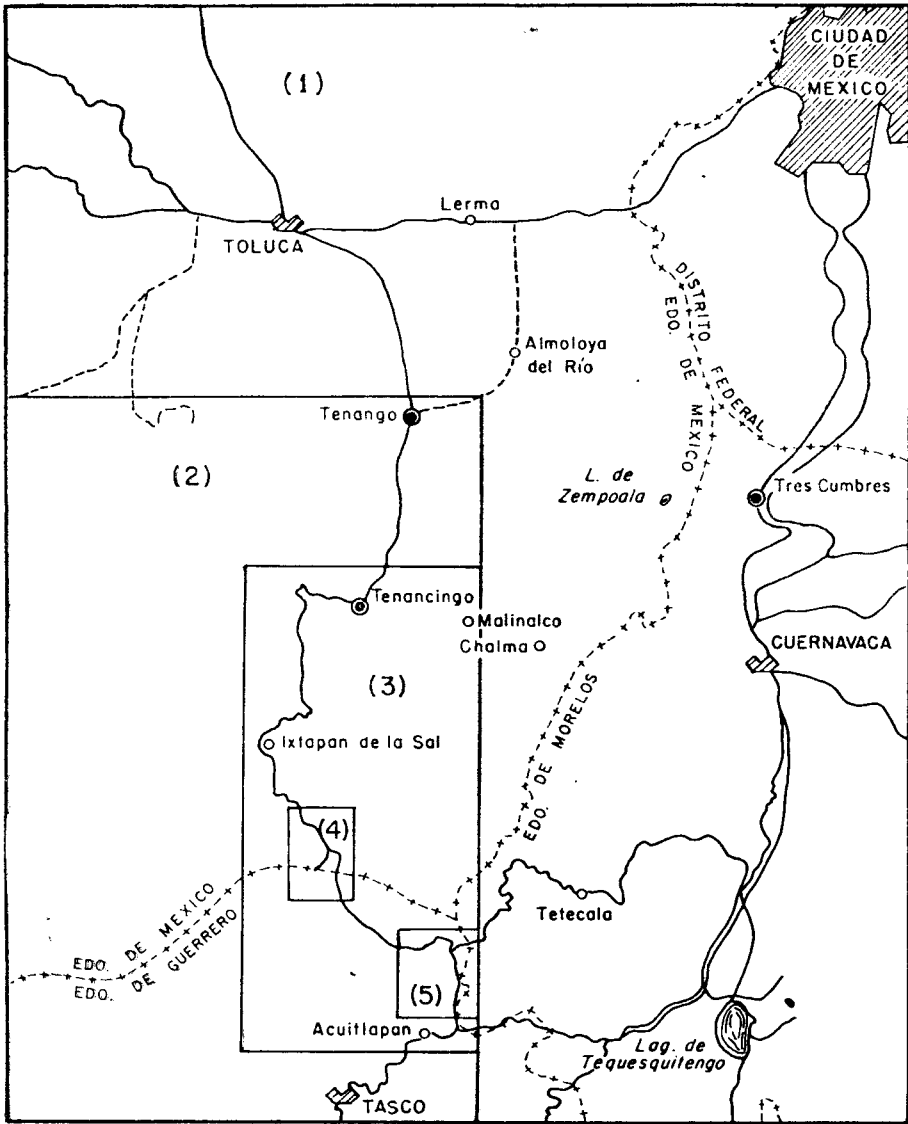 CIUDAD
DE
MEXICO
(1)
Lerma
TOLUCA
DISTRITO FEDERAL
EDO. DE MEXICO
Almoloya
del Río
Tenango
(2)
L. de
Zempoala
Tres Cumbres
Tenancingo
Malinalco
Chalma
CUERNAVACA
(3)
Ixtapan de la Sal
EDO. DE MORELOS
(4)
Tetecala
EDO. DE MEXICO
EDO. DE GUERRERO
(5)
Acuitlapan
Lag. de
Tequesquitengo
TASCO